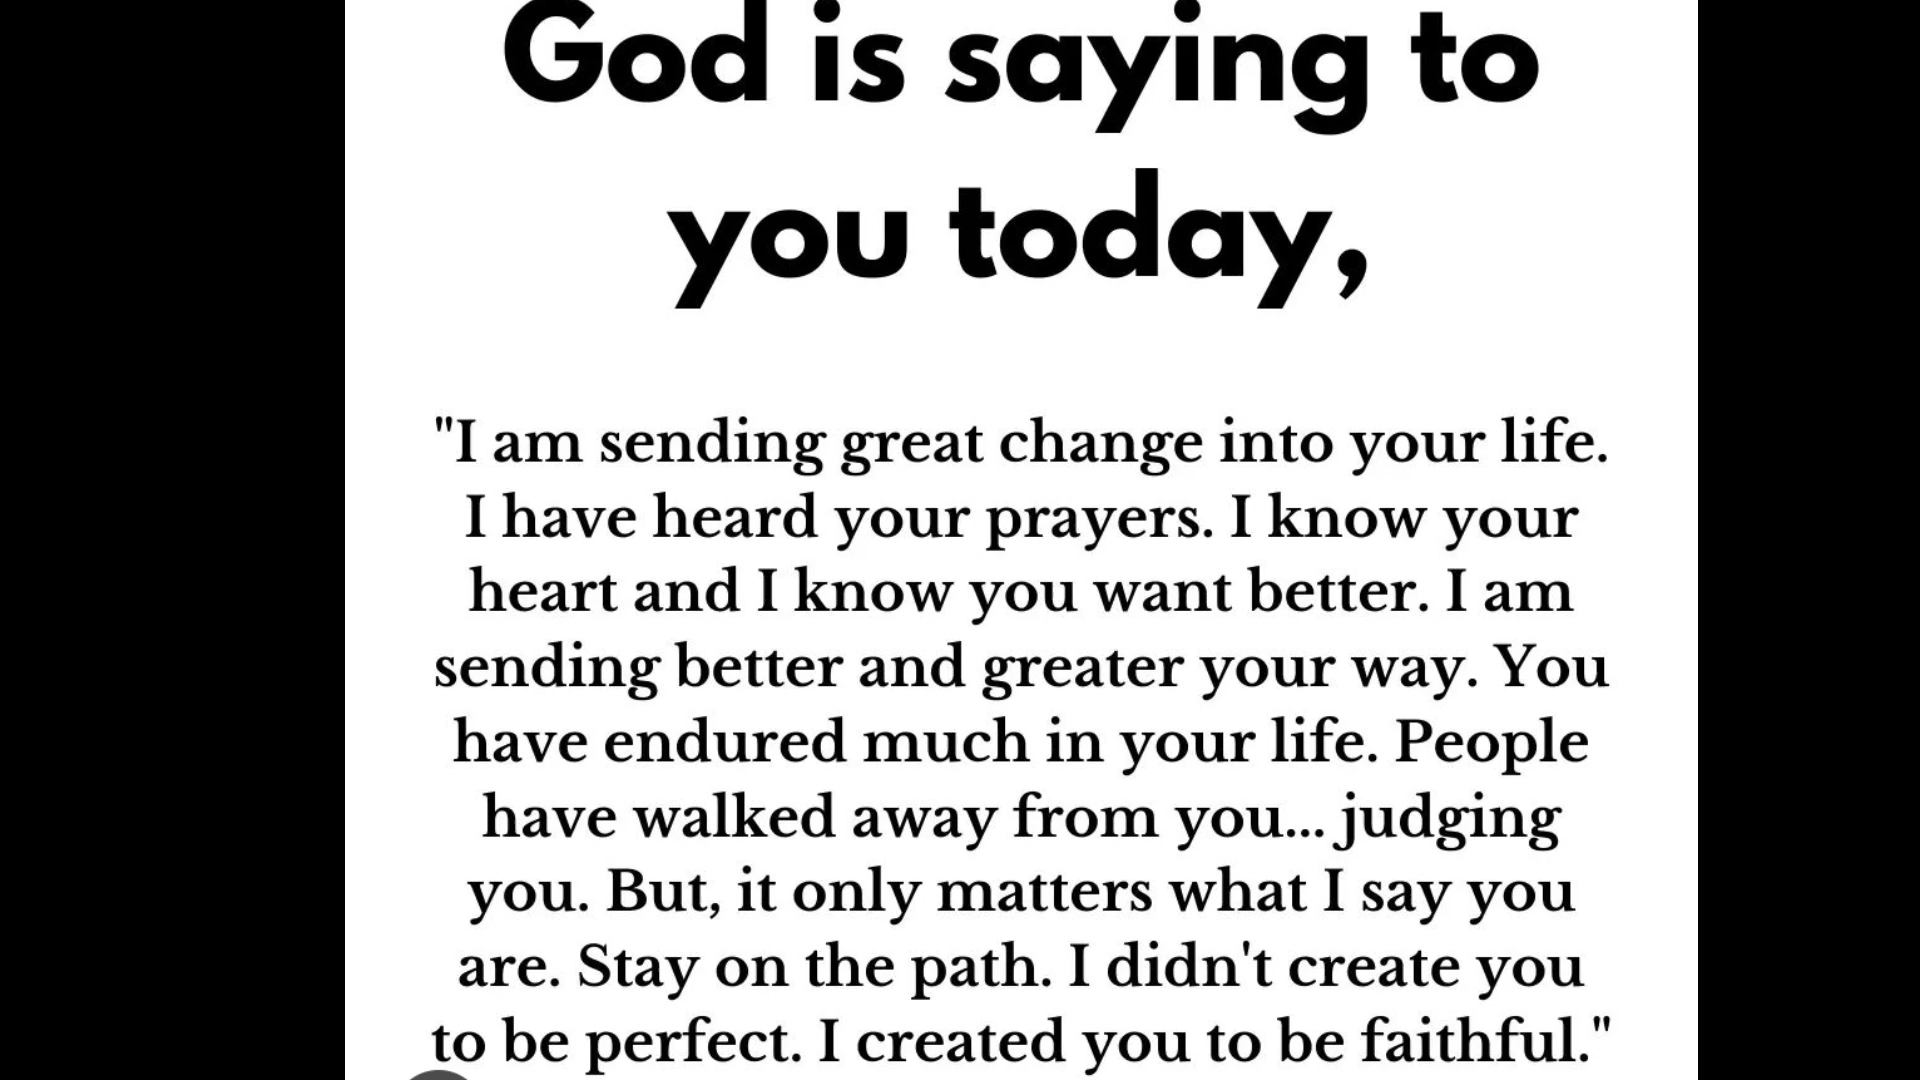 God is saying to
you today,
"I am sending great change into your life.
I have heard your prayers. I know your
heart and I know you want better. I am
sending better and greater your way. You
have endured much in your life. People
have walked away from you... judging
you. But, it only matters what I say you
are. Stay on the path. I didn't create you
to be perfect. I created you to be faithful."